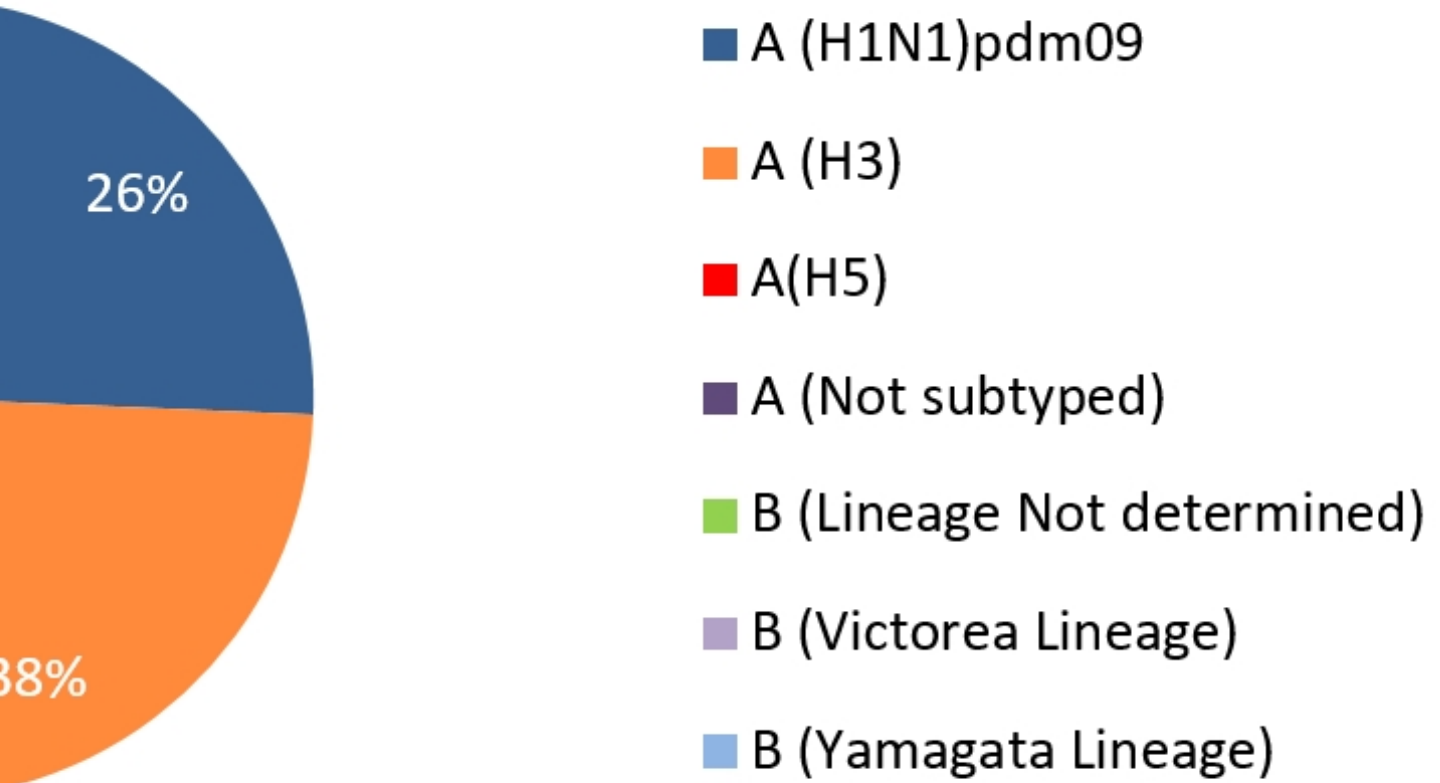 26%
38%
A (H1N1)pdm09
A (H3)
A(H5)
A (Not subtyped)
B (Lineage Not determined)
B (Victorea Lineage)
B (Yamagata Lineage)